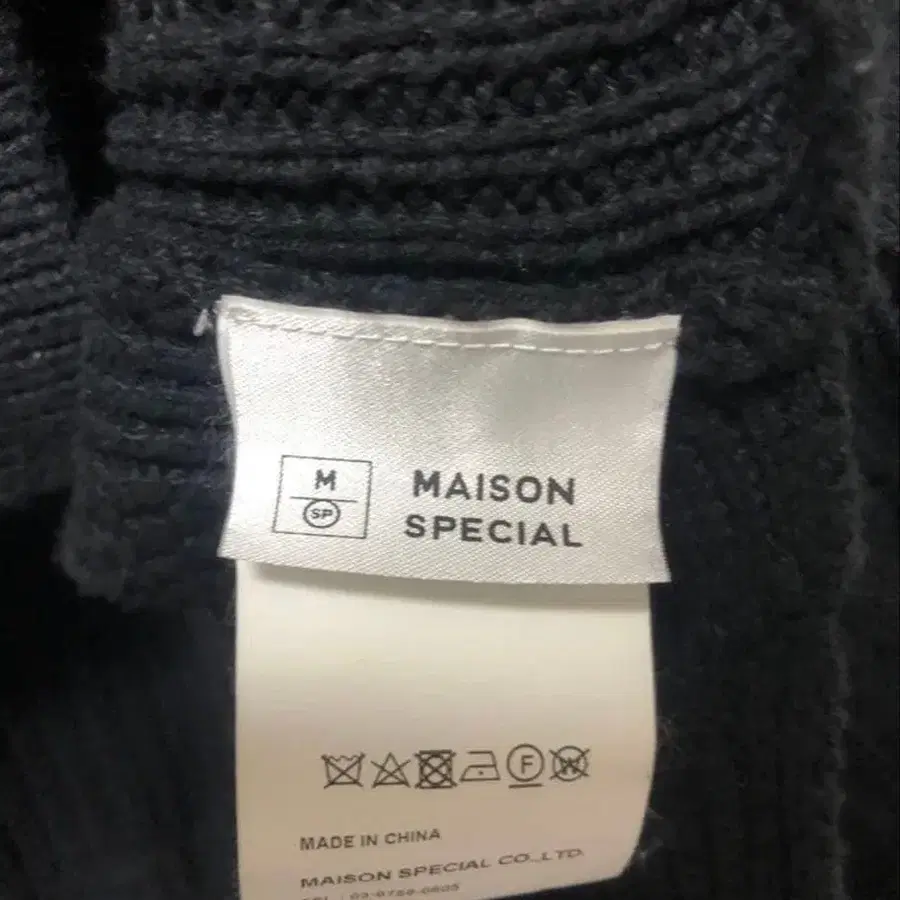 M
SP
MAISON
SPECIAL
F
W
MADE IN CHINA
MAISON SPECIAL CO.,LTD.